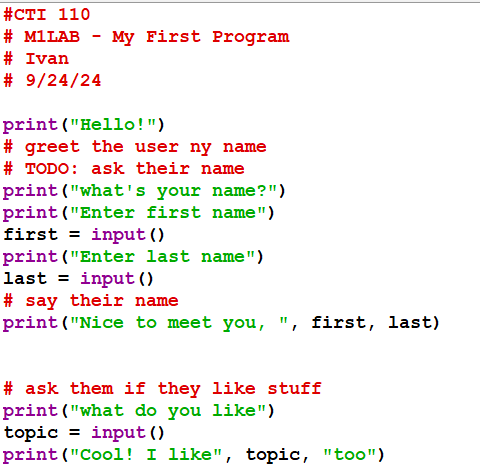 #CTI 110
# M1LAB - My First Program
# Ivan
# 9/24/24
print("Hello!")
# greet the user ny name
# TODO: ask their name
print("what's your name?")
print("Enter first name")
first = input()
print("Enter last name")
last = input()
# say their name
print("Nice to meet you, ", first, last)
# ask them if they like stuff
print("what do you like")
topic = input()
print("Cool! I like", topic, "too")